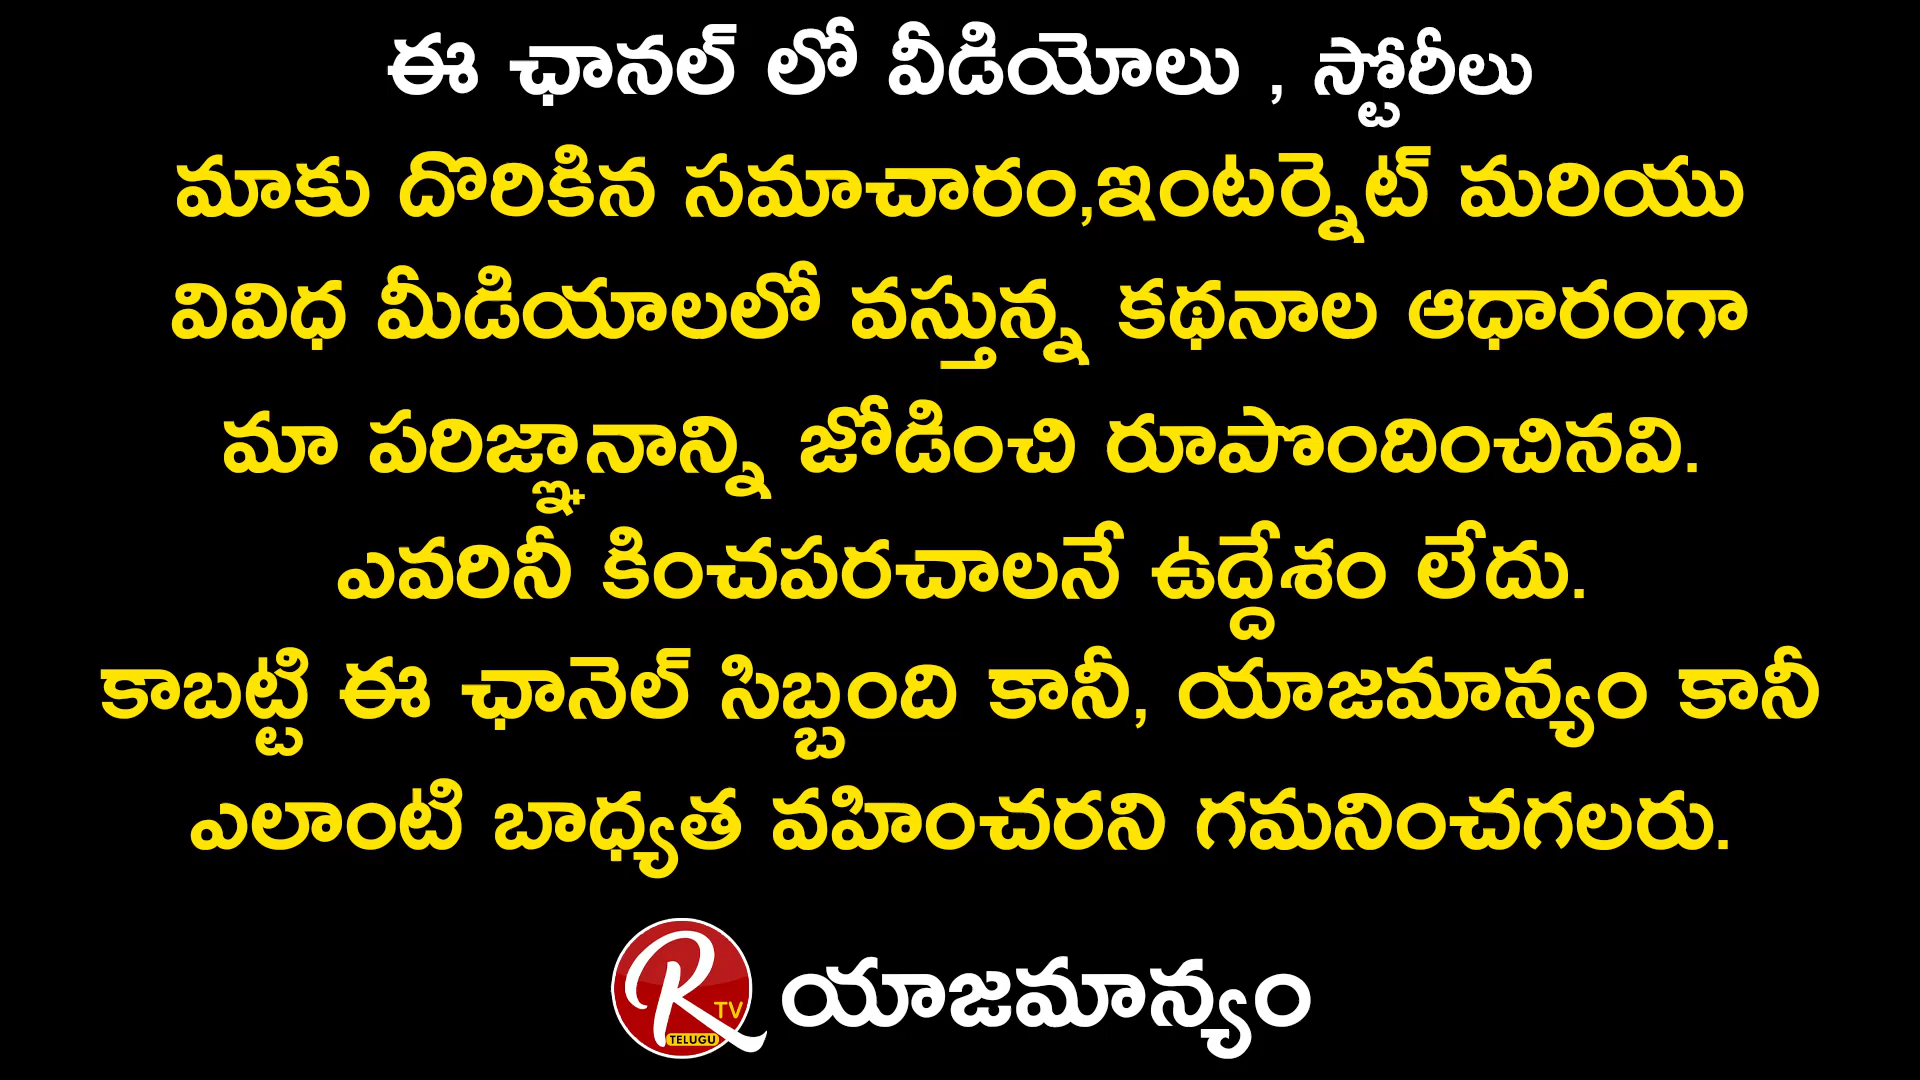 ఈ ఛానల్ లో వీడియోలు , స్టోరీలు
మాకు దొరికిన సమాచారం,ఇంటర్నెట్ మరియు
వివిధ మీడియాలలో వస్తున్న కథనాల ఆధారంగా
మా పరిజ్ఞానాన్ని జోడించి రూపొందించినవి.
ఎవరినీ కించపరచాలనే ఉద్దేశం లేదు.
కాబట్టి ఈ ఛానెల్ సిబ్బంది కానీ, యాజమాన్యం కానీ
ఎలాంటి బాధ్యత వహించరని గమనించగలరు.
R TV TELUGU యాజమాన్యం